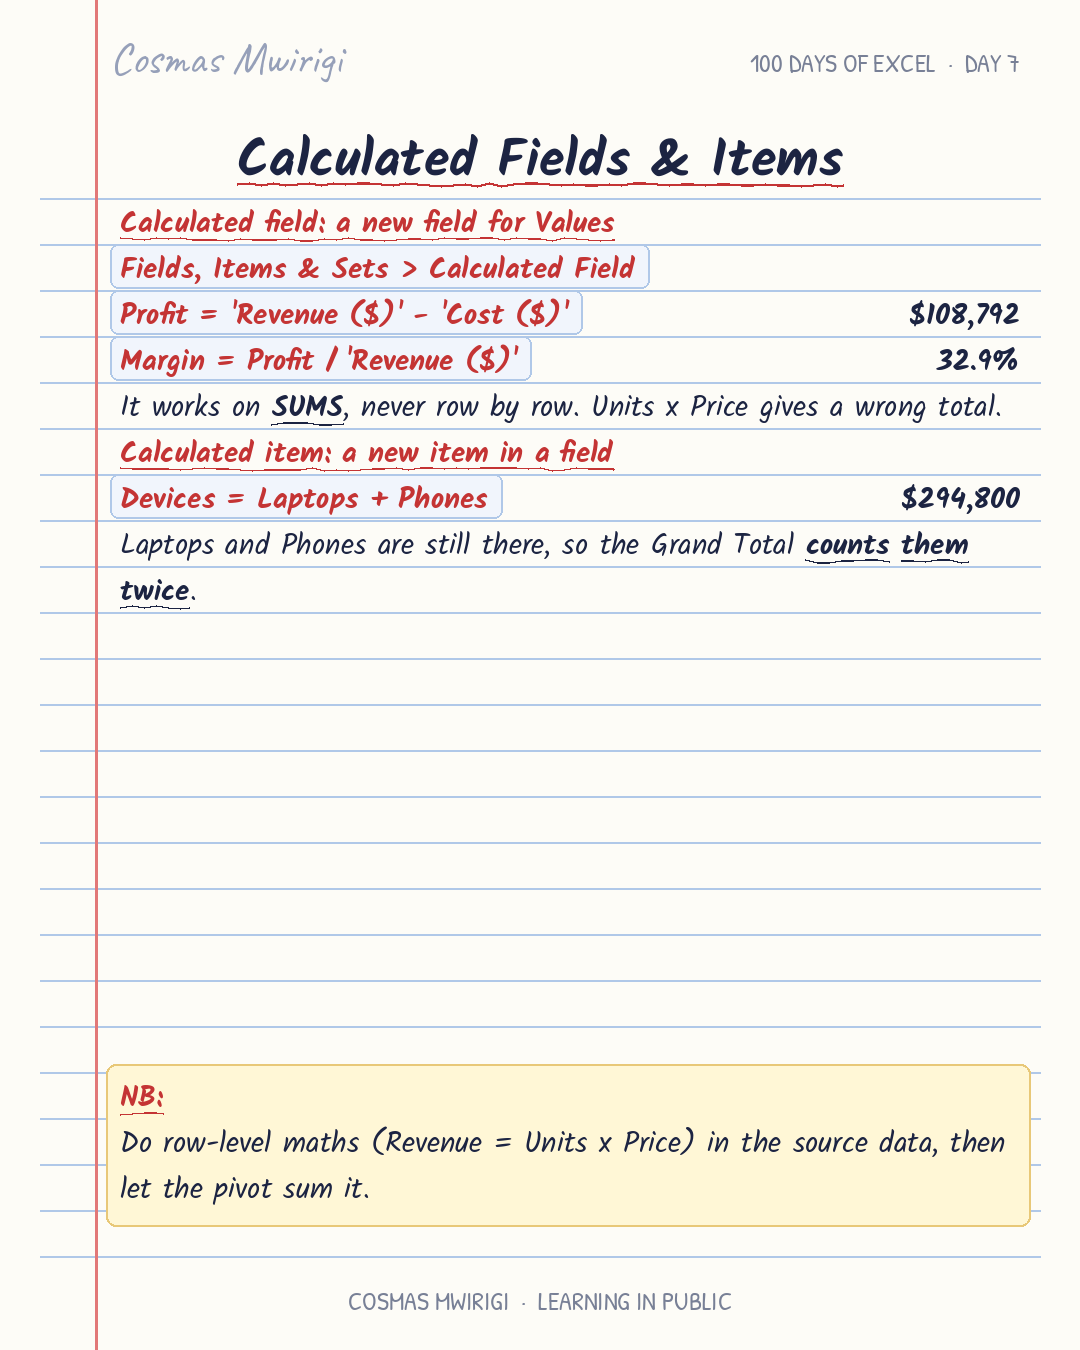 Cosmas Mwirigi
100 DAYS OF EXCEL · DAY 7
Calculated Fields & Items
Calculated field: a new field for Values
Fields, Items & Sets > Calculated Field
Profit = 'Revenue ($)' - 'Cost ($)' $108,792
Margin = Profit / 'Revenue ($)' 32.9%
It works on SUMS, never row by row. Units x Price gives a wrong total.
Calculated item: a new item in a field
Devices = Laptops + Phones $294,800
Laptops and Phones are still there, so the Grand Total counts them
twice.
NB:
Do row-level maths (Revenue = Units x Price) in the source data, then
let the pivot sum it.
COSMAS MWIRIGI · LEARNING IN PUBLIC